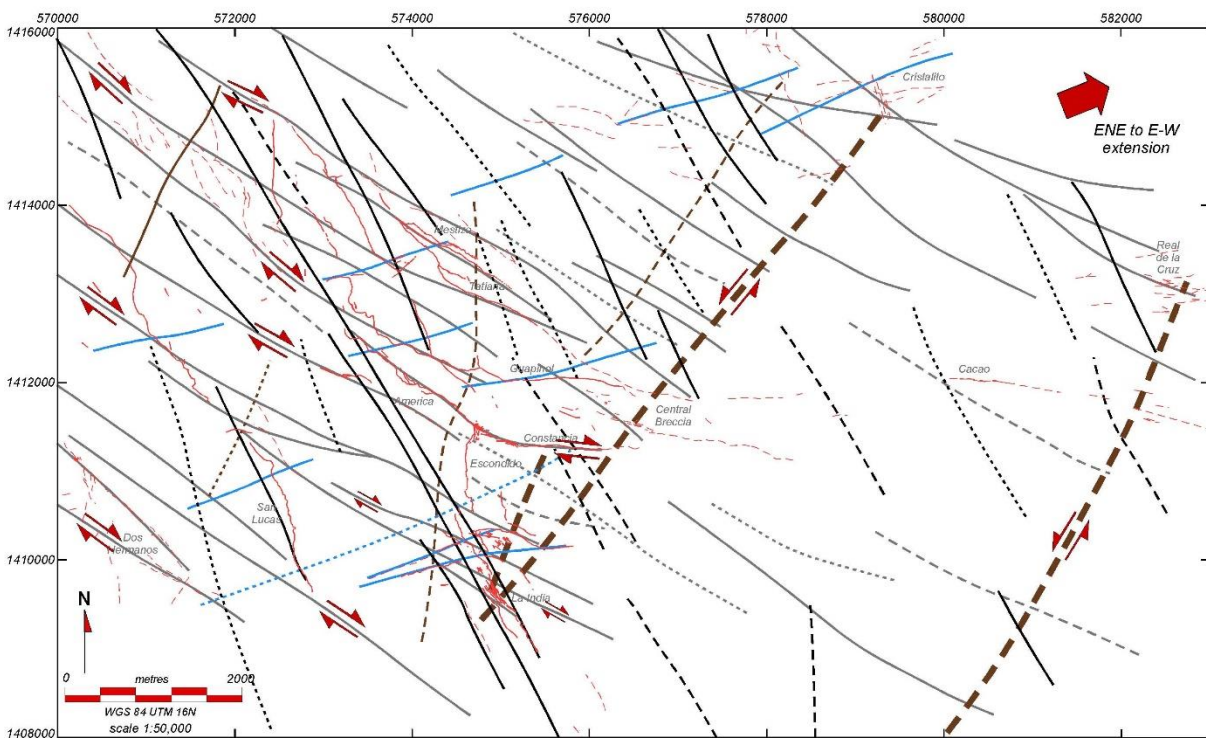 570000
572000
574000
576000
578000
580000
582000
1416000
1414000
1412000
1410000
1408000
Cristalito
ENE to E-W
extension
Mestiza
Tatiana
Real
de la
Cruz
Guapinol
Cacao
America
Central
Breccia
Constancia
Escondido
San
Lucas
Dos
Hermanos
La India
N
0 metres 2000
WGS 84 UTM 16N
scale 1:50,000